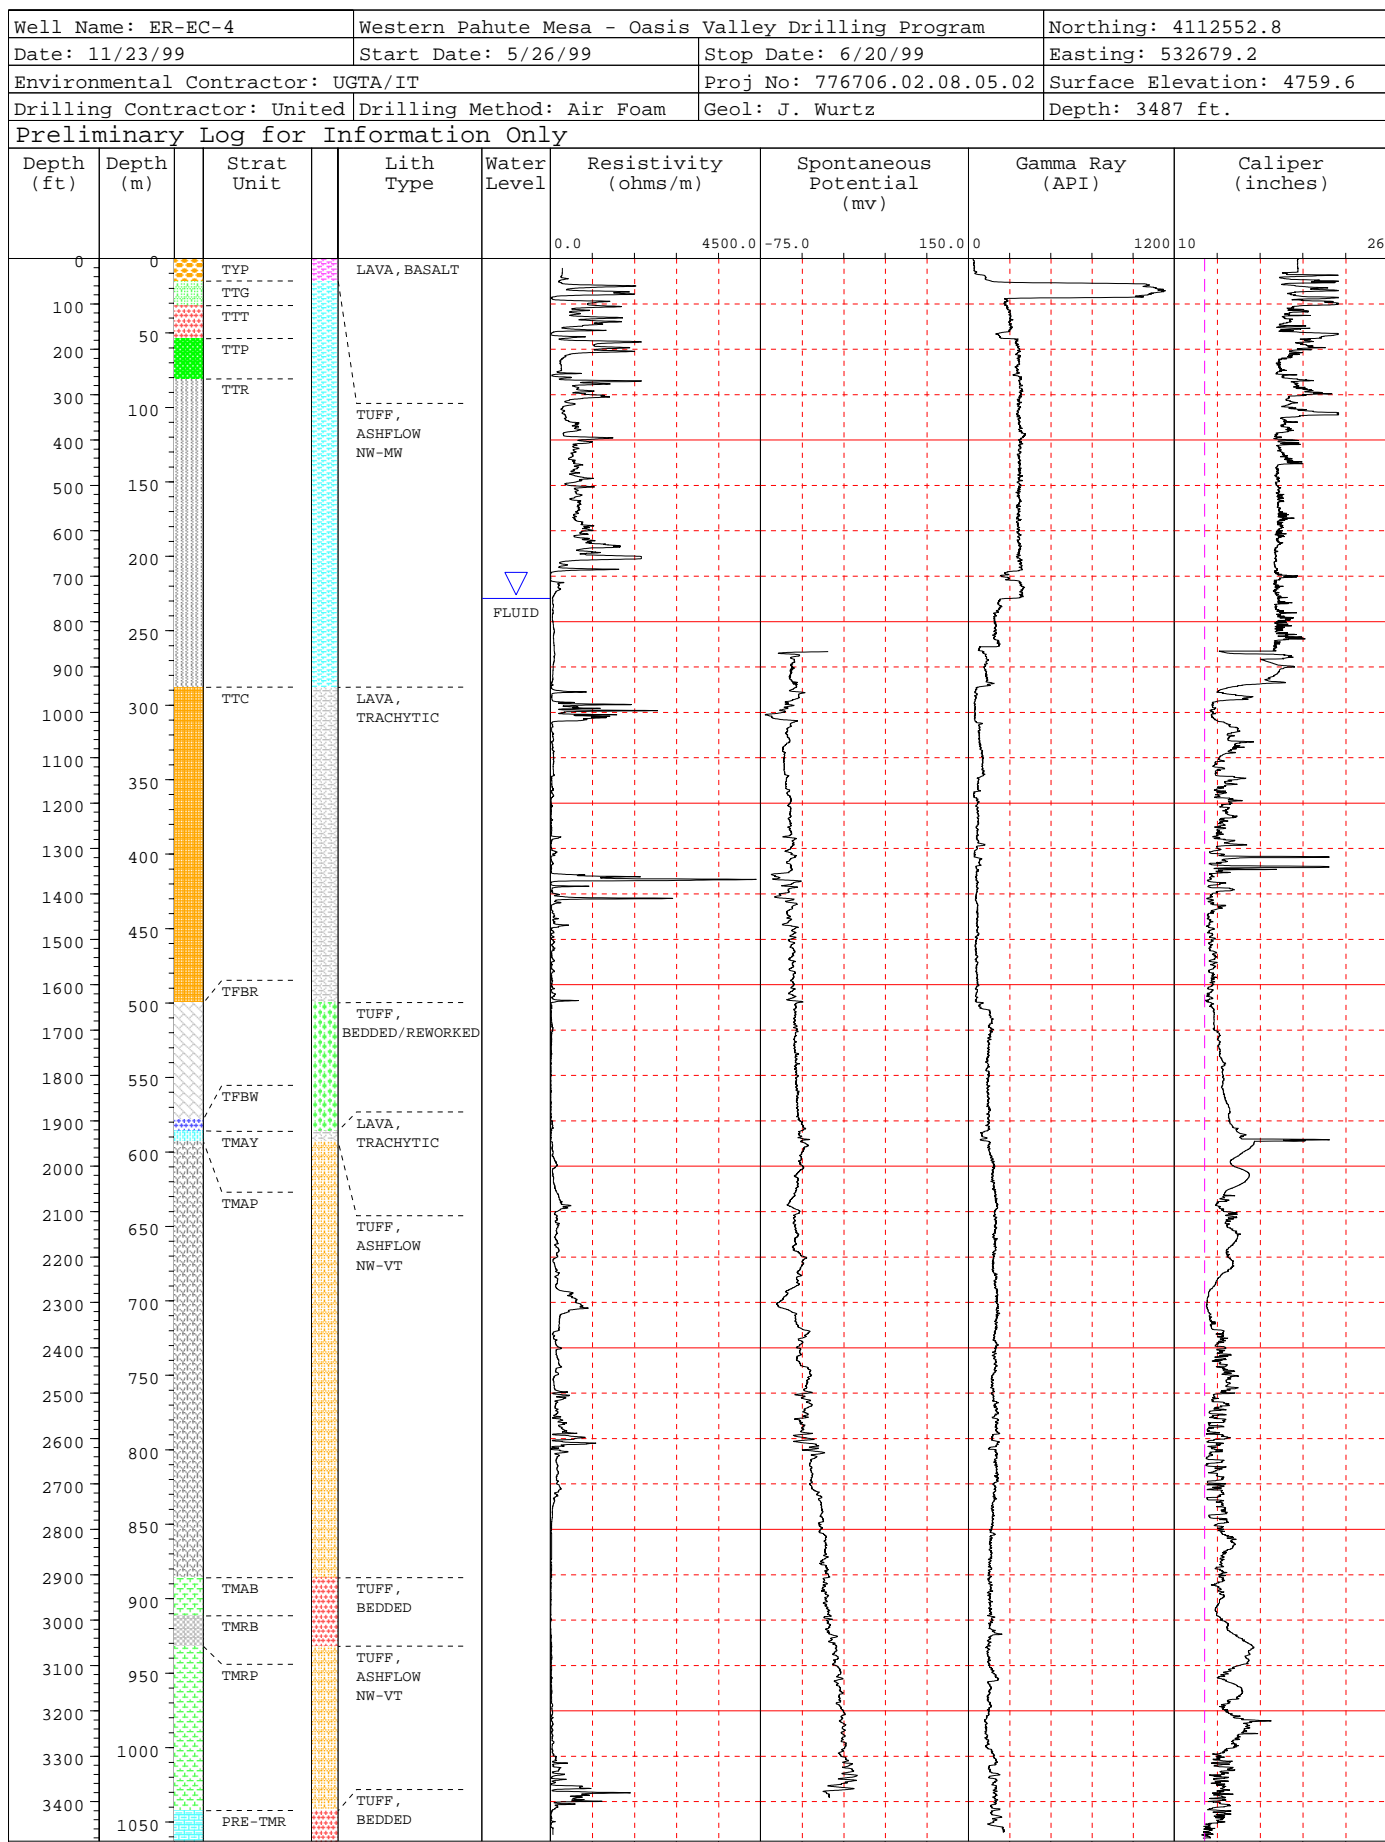 Well Name: ER-EC-4
Western Pahute Mesa - Oasis Valley Drilling Program
Northing: 4112552.8
Date: 11/23/99
Start Date: 5/26/99
Stop Date: 6/20/99
Easting: 532679.2
Environmental Contractor: UGTA/IT
Proj No: 776706.02.08.05.02
Surface Elevation: 4759.6
Drilling Contractor: United
Drilling Method: Air Foam
Geol: J. Wurtz
Depth: 3487 ft.
Preliminary Log for Information Only
Depth
(ft)
Depth
(m)
Strat
Unit
Lith
Type
Water
Level
Resistivity
(ohms/m)
Spontaneous
Potential
(mv)
Gamma Ray
(API)
Caliper
(inches)
0.0
4500.0
-75.0
150.0
0
1200
10
26
0
100
200
300
400
500
600
700
800
900
1000
1100
1200
1300
1400
1500
1600
1700
1800
1900
2000
2100
2200
2300
2400
2500
2600
2700
2800
2900
3000
3100
3200
3300
3400
0
50
100
150
200
250
300
350
400
450
500
550
600
650
700
750
800
850
900
950
1000
1050
TYP
TTG
TTT
TTP
TTR
TTC
TFBR
TFBW
TMAY
TMAP
TMAB
TMRB
TMRP
PRE-TMR
LAVA,BASALT
TUFF,
ASHFLOW
NW-MW
LAVA,
TRACHYTIC
TUFF,
BEDDED/REWORKED
LAVA,
TRACHYTIC
TUFF,
ASHFLOW
NW-VT
TUFF,
BEDDED
TUFF,
ASHFLOW
NW-VT
TUFF,
BEDDED
FLUID